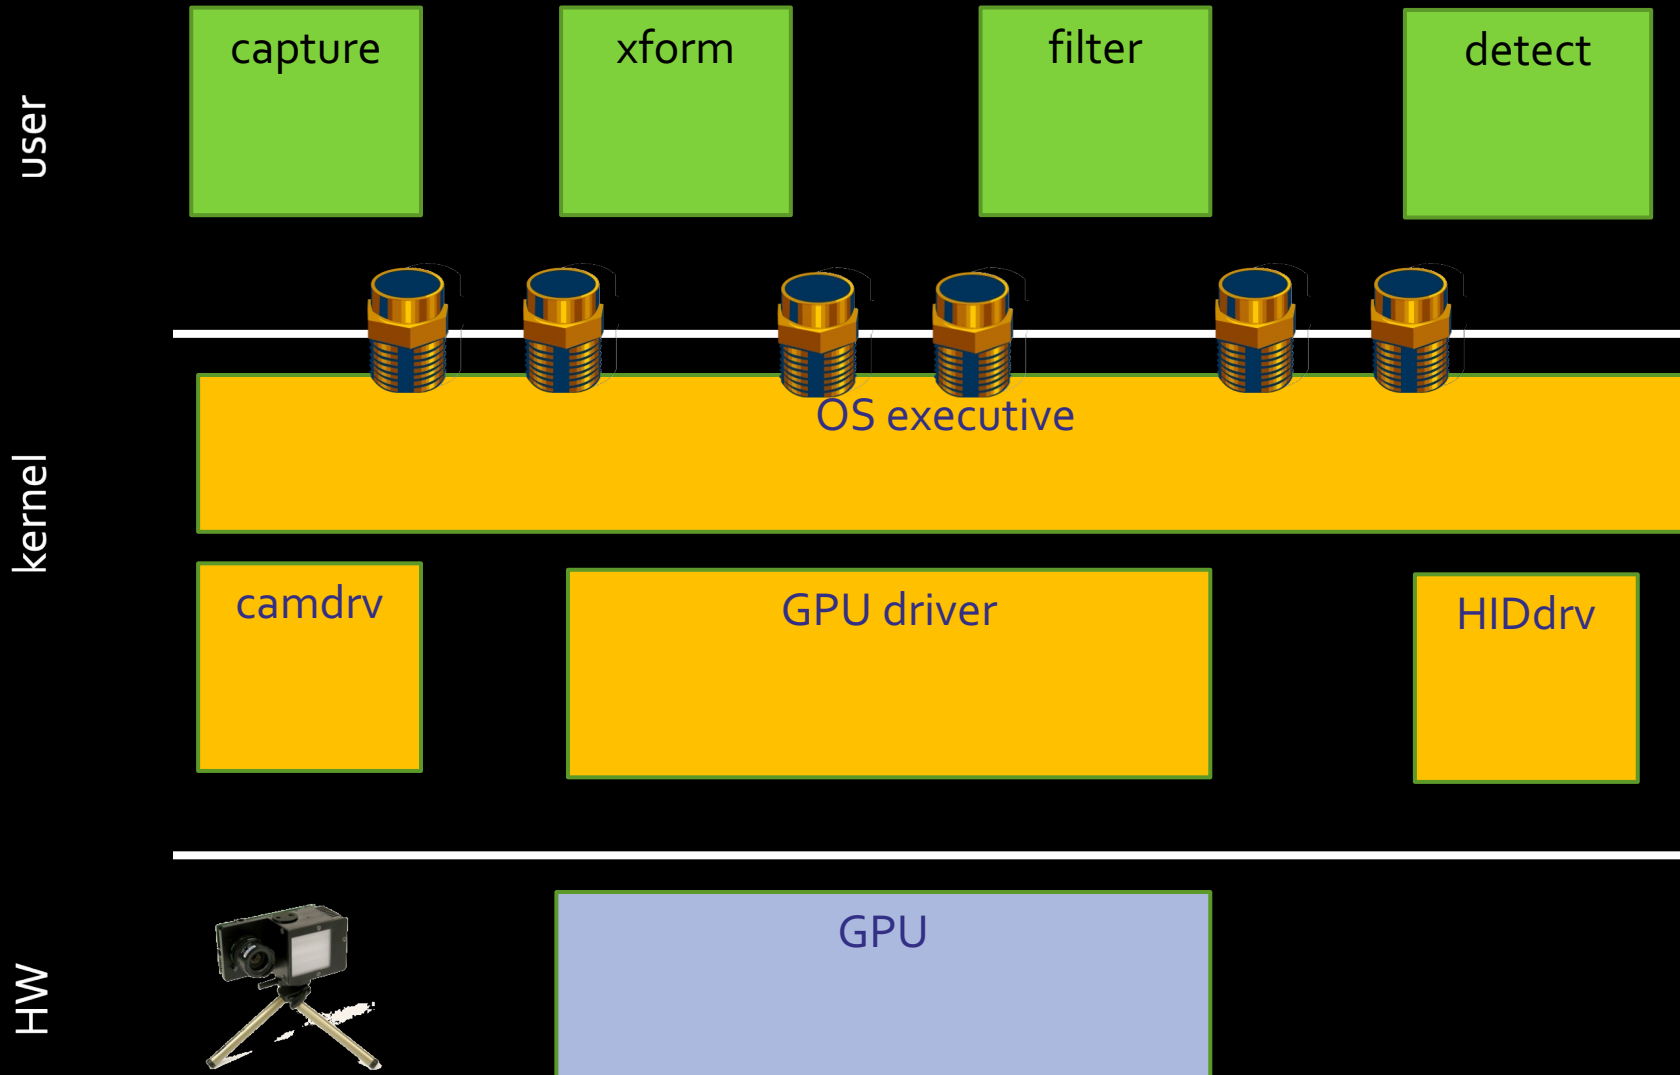 user
capture
xform
filter
detect
kernel
OS executive
camdrv
GPU driver
HIDdrv
HW
GPU